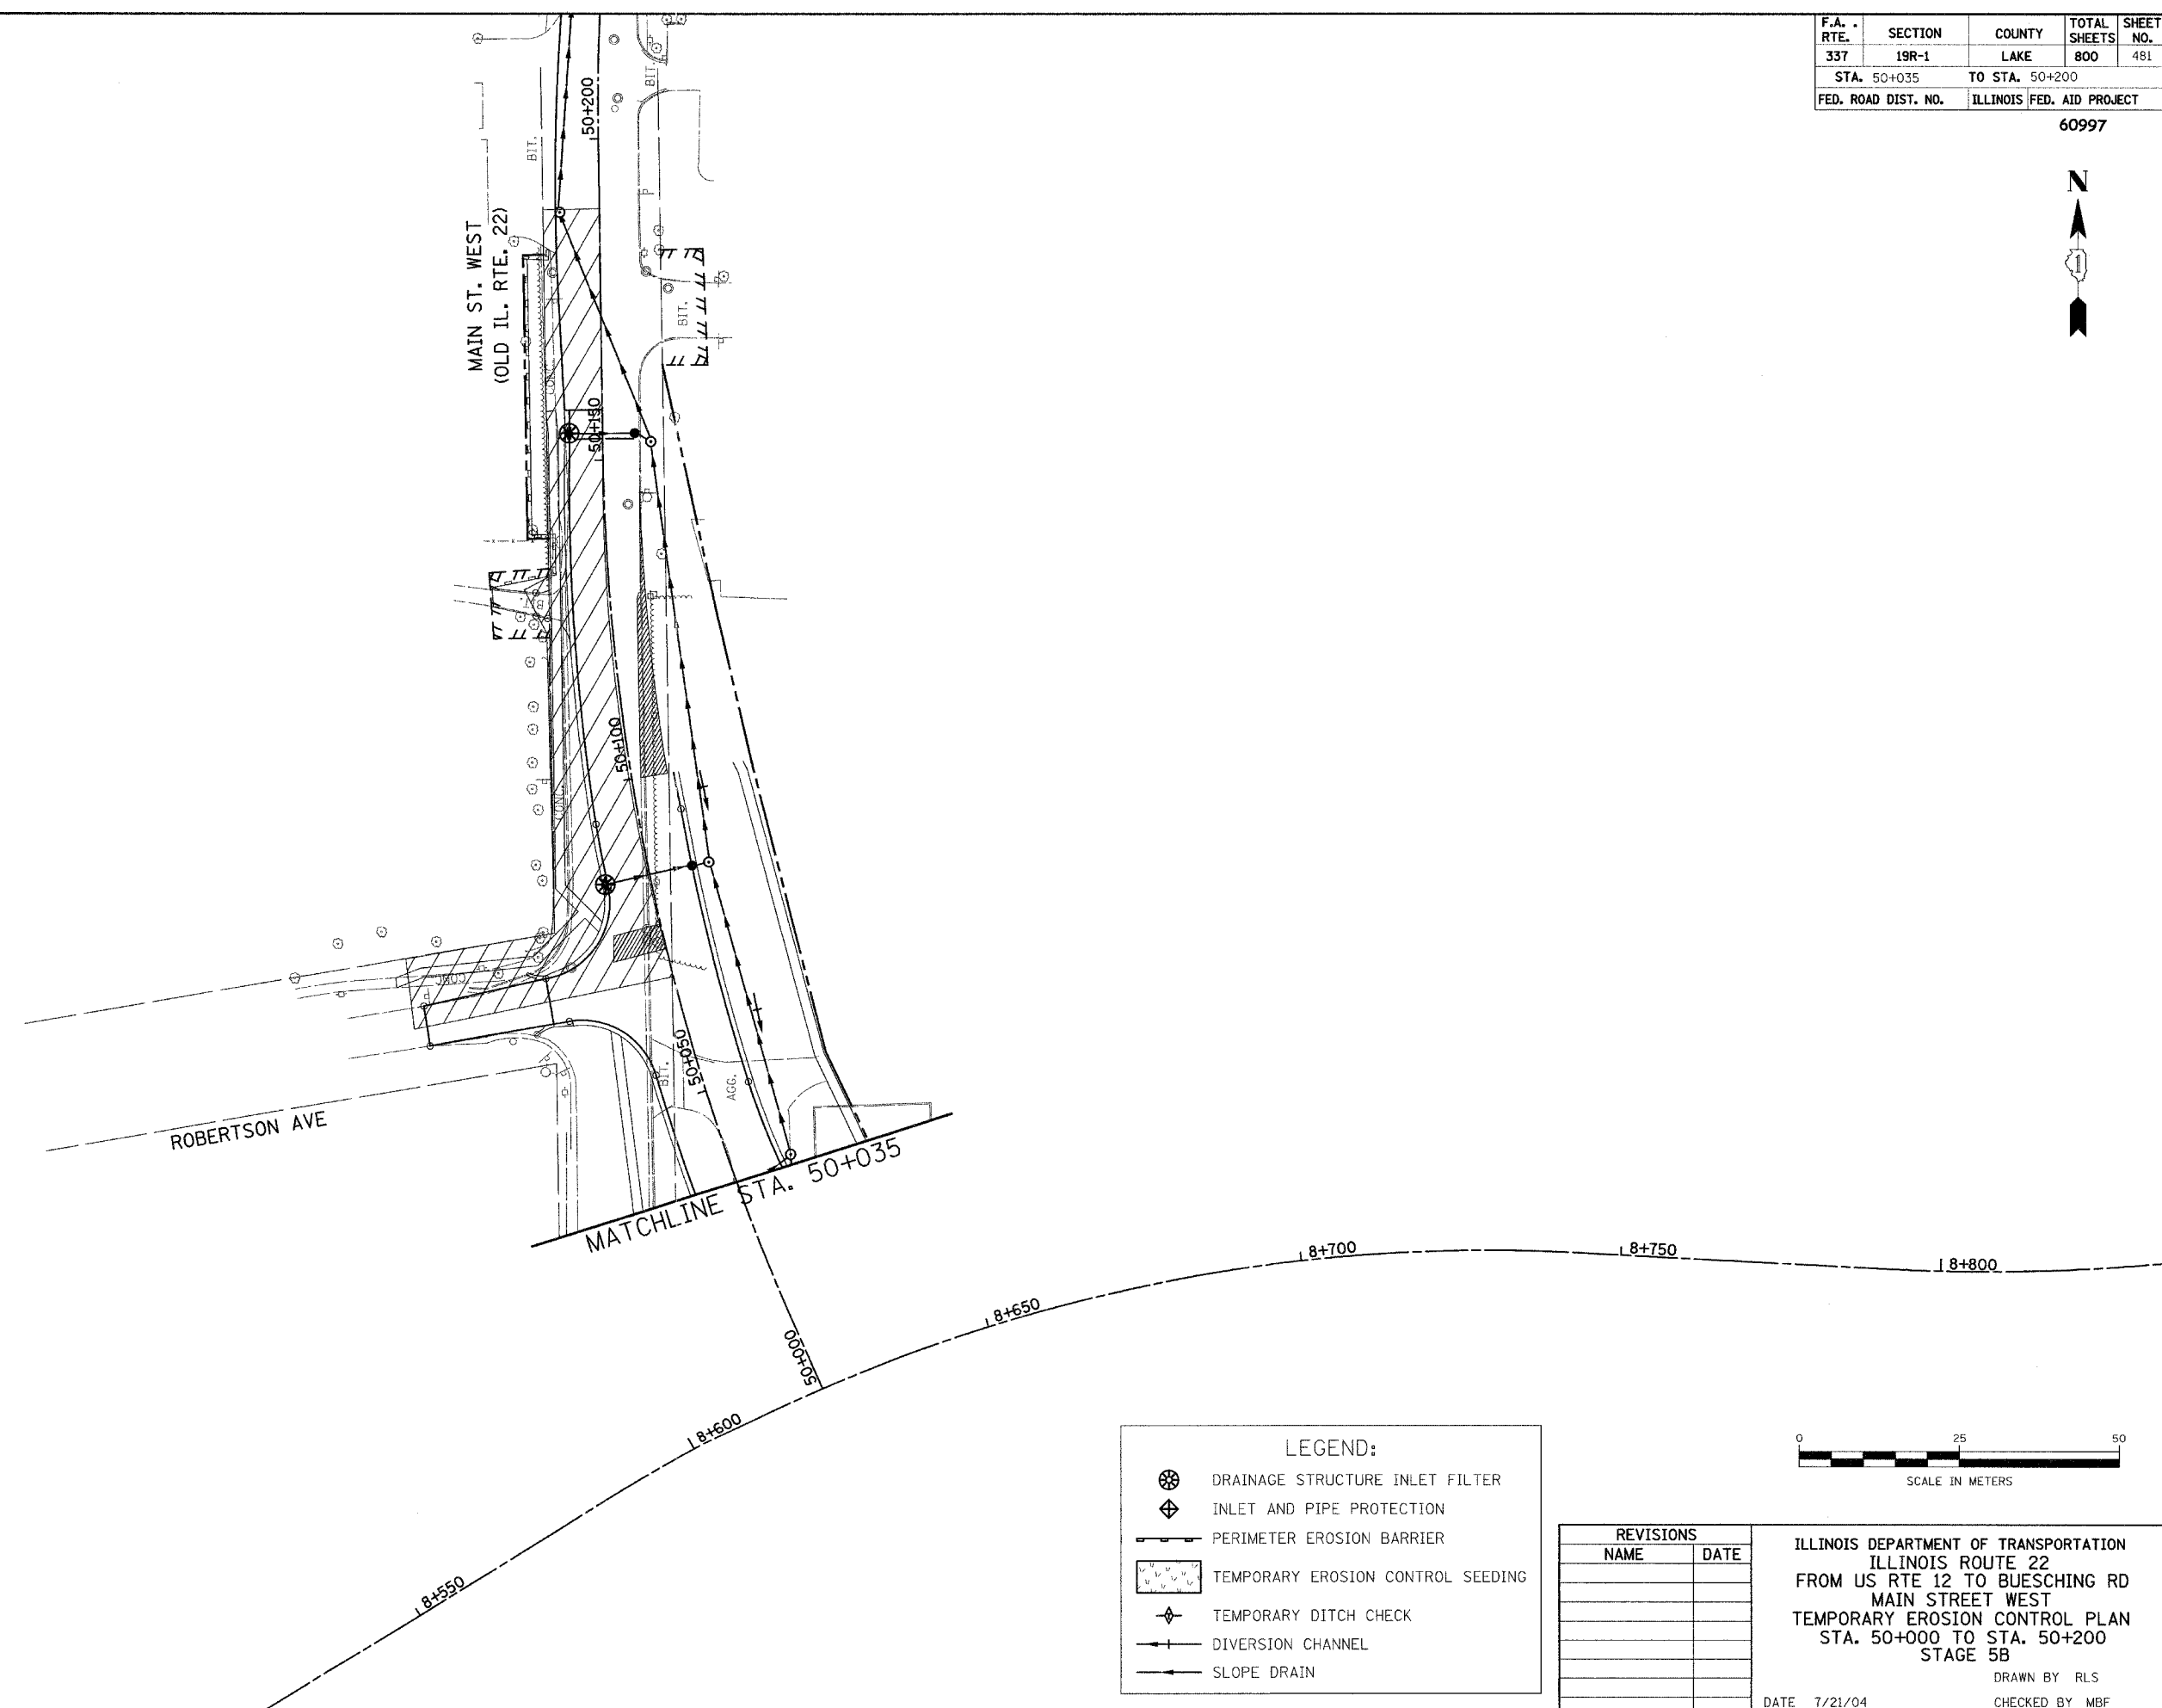 F.A. . RTE. SECTION COUNTY TOTAL SHEETS SHEET NO.
337 19R-1 LAKE 800 481
STA. 50+035 TO STA. 50+200
FED. ROAD DIST. NO. ILLINOIS FED. AID PROJECT
60997
N
1
50+200
BIT.
BIT.
MAIN ST. WEST
(OLD IL. RTE. 22)
BIT.
50+150
BIT.
50+100
CONC
50+050
BIT.
AGG.
ROBERTSON AVE
MATCHLINE STA. 50+035
50+000
8+550
8+600
8+650
8+700
8+750
8+800
LEGEND:
DRAINAGE STRUCTURE INLET FILTER
INLET AND PIPE PROTECTION
PERIMETER EROSION BARRIER
TEMPORARY EROSION CONTROL SEEDING
TEMPORARY DITCH CHECK
DIVERSION CHANNEL
SLOPE DRAIN
0 25 50
SCALE IN METERS
REVISIONS
NAME DATE
ILLINOIS DEPARTMENT OF TRANSPORTATION
ILLINOIS ROUTE 22
FROM US RTE 12 TO BUESCHING RD
MAIN STREET WEST
TEMPORARY EROSION CONTROL PLAN
STA. 50+000 TO STA. 50+200
STAGE 5B
DRAWN BY RLS
DATE 7/21/04 CHECKED BY MBF